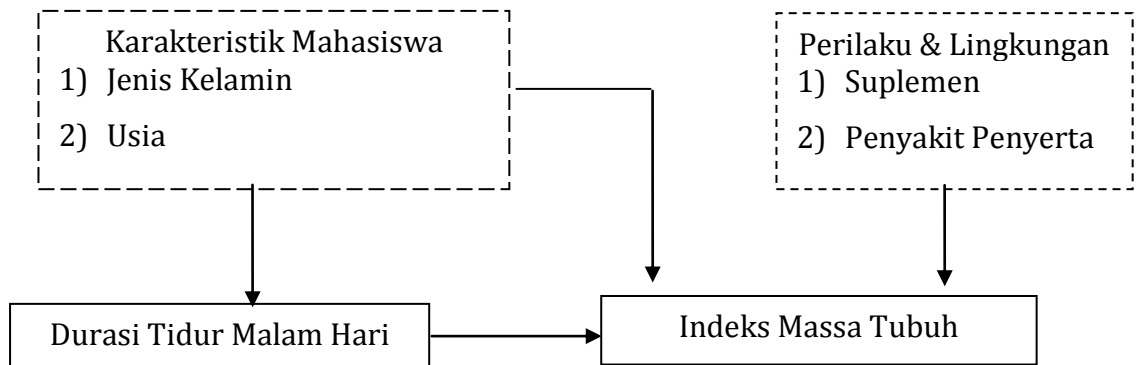 Karakteristik Mahasiswa
1) Jenis Kelamin
2) Usia
Perilaku & Lingkungan
1) Suplemen
2) Penyakit Penyerta
Durasi Tidur Malam Hari
Indeks Massa Tubuh